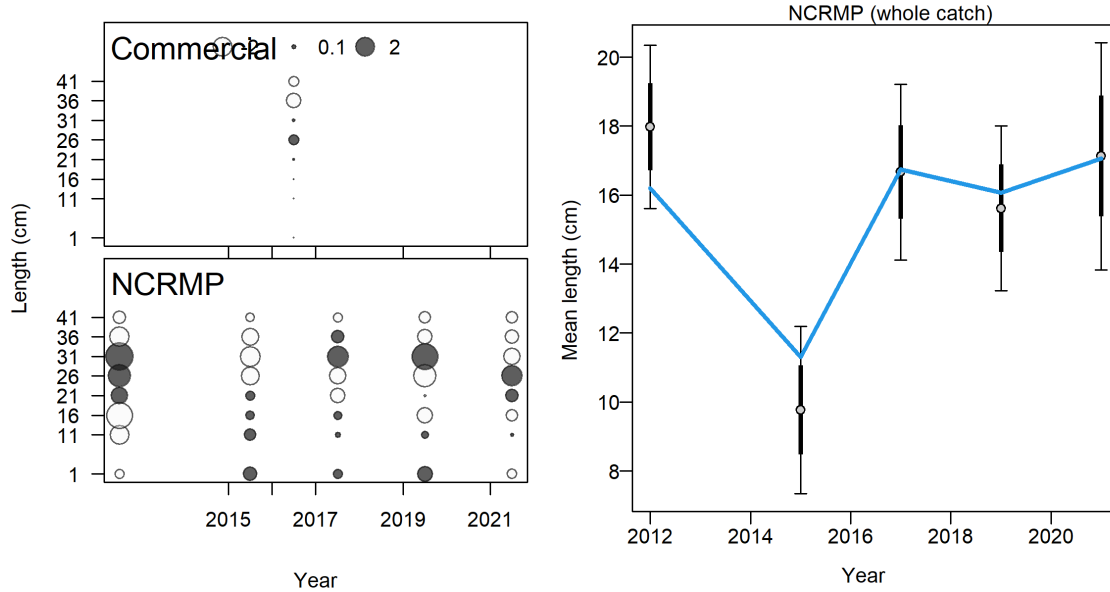 Commercial -2 0.1 2
41
36
31
26
21
16
11
1
NCRMP
41
36
31
26
21
16
11
1
Length (cm)
2015 2017 2019 2021
Year
NCRMP (whole catch)
20
18
16
14
12
10
8
Mean length (cm)
2012 2014 2016 2018 2020
Year